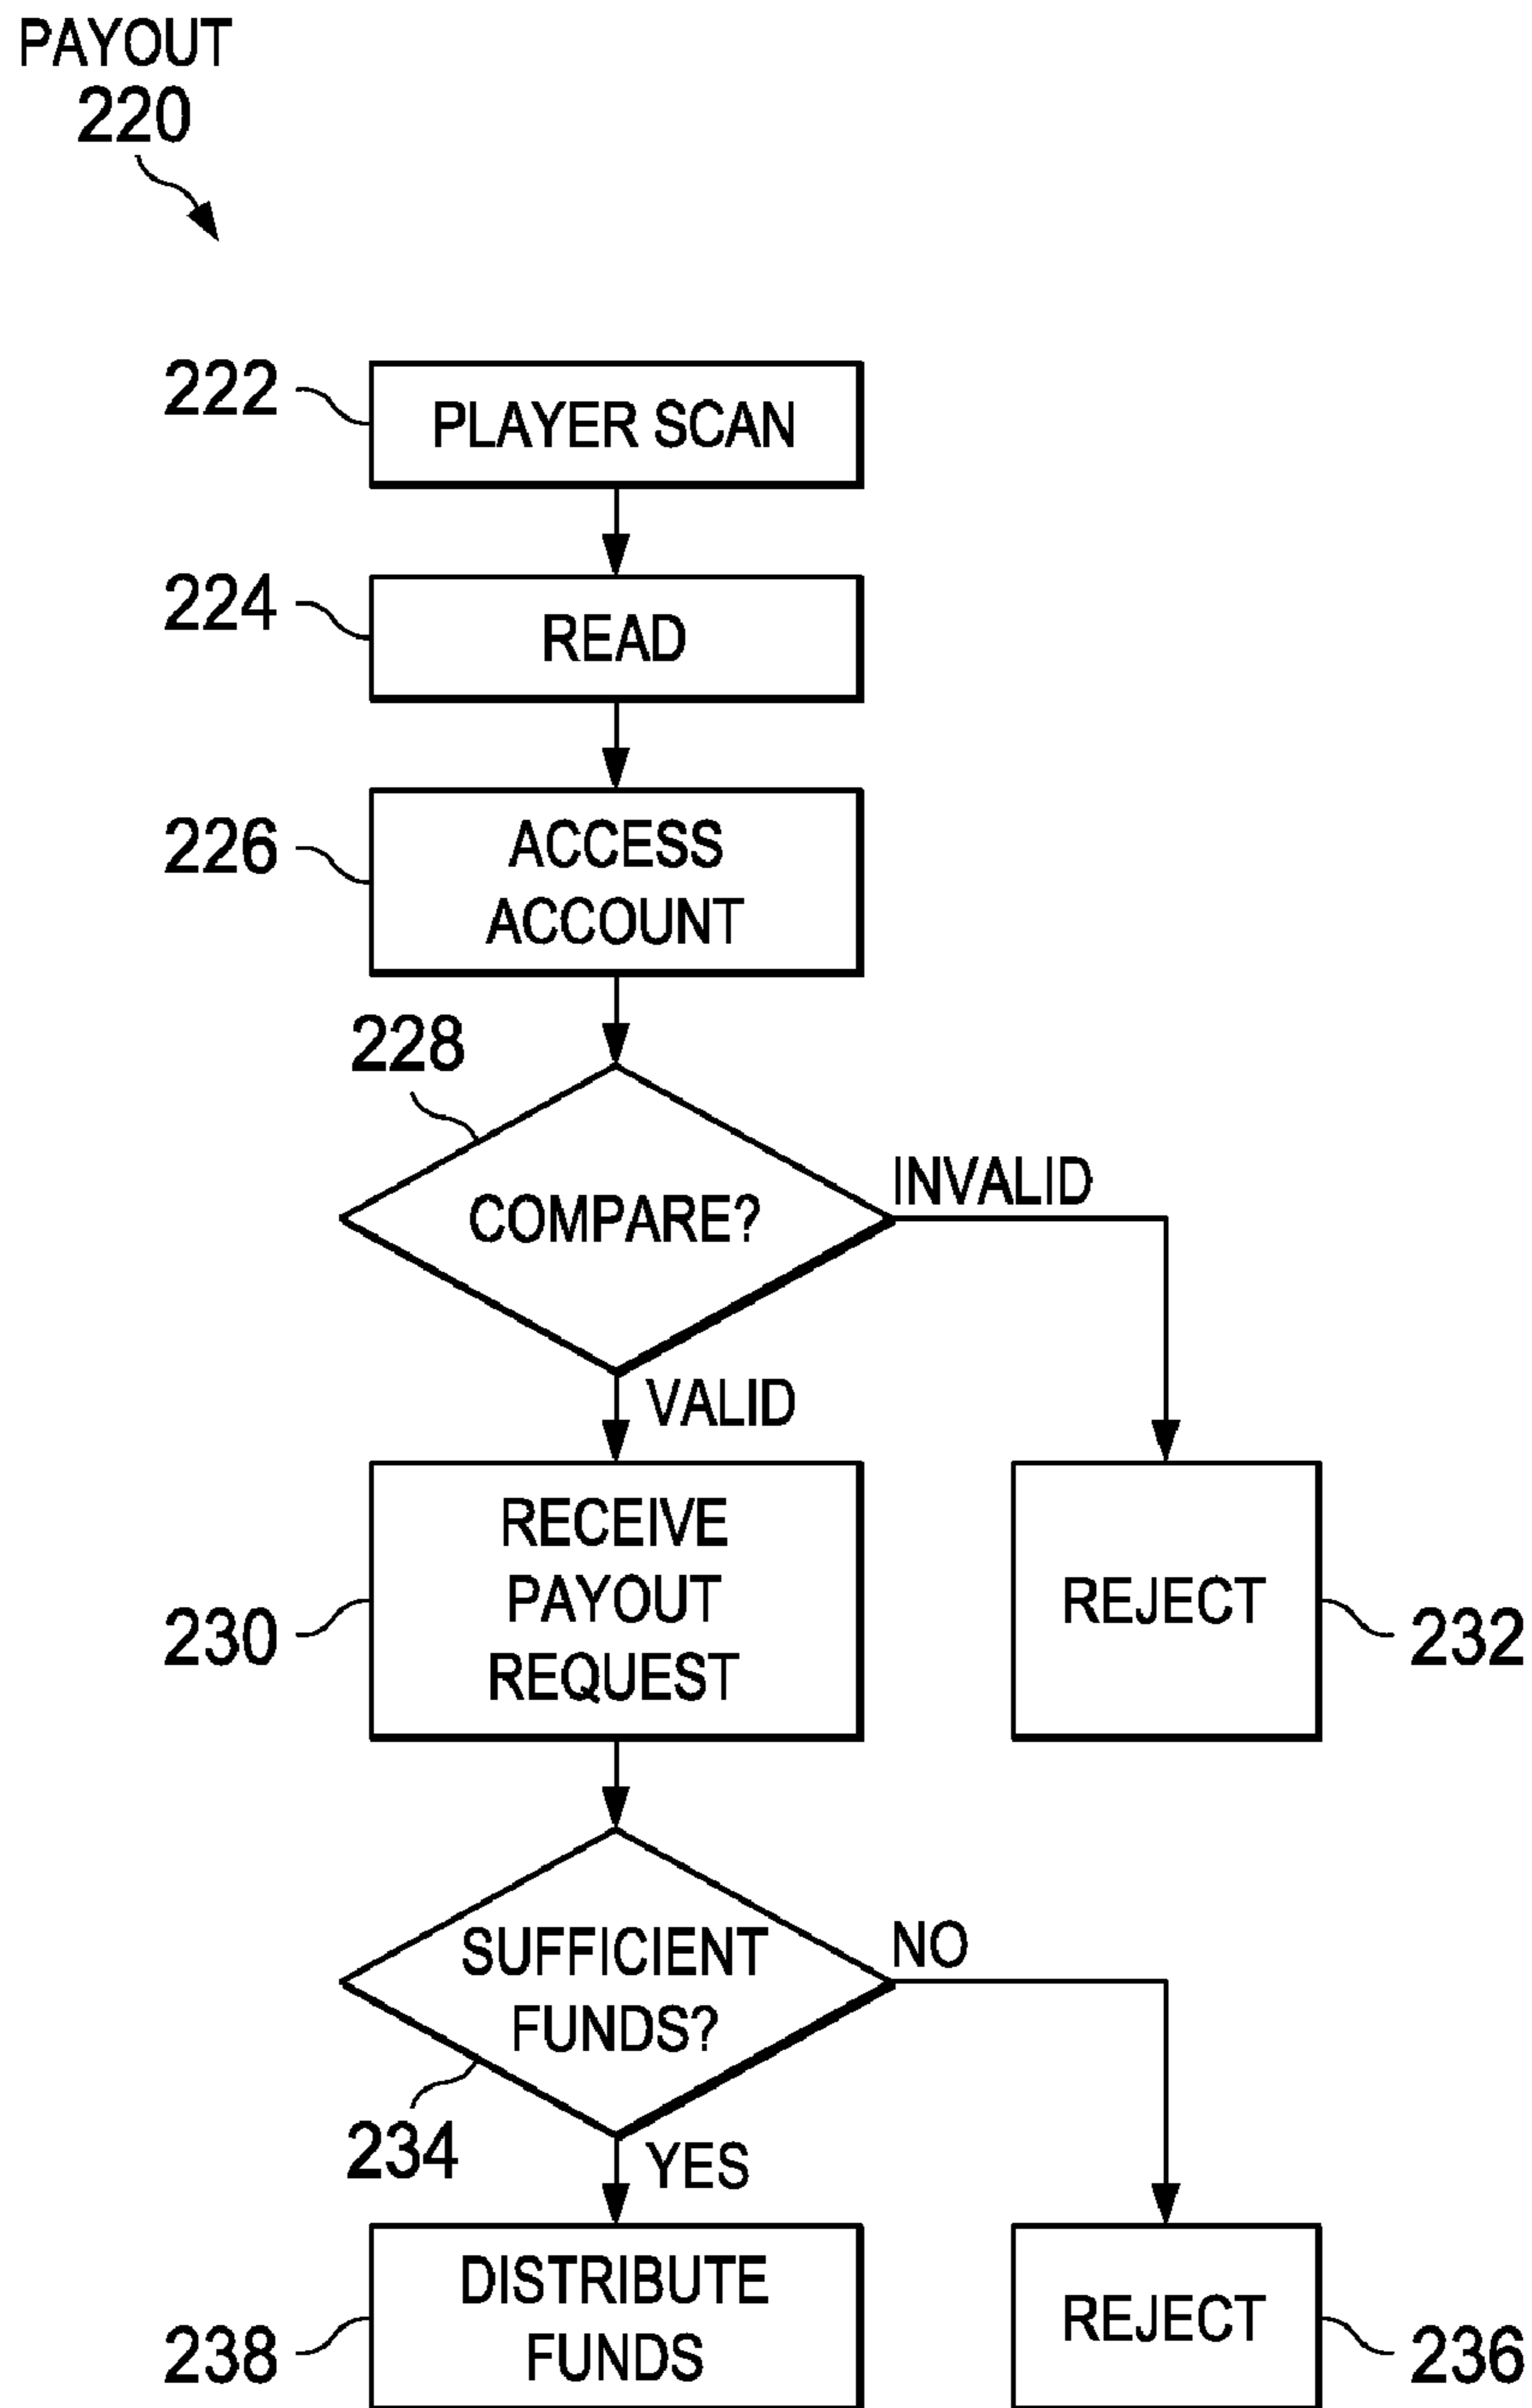 PAYOUT
220
222
PLAYER SCAN
224
READ
226
ACCESS
ACCOUNT
228
COMPARE?
INVALID
VALID
230
RECEIVE
PAYOUT
REQUEST
REJECT
232
SUFFICIENT
FUNDS?
NO
234
YES
238
DISTRIBUTE
FUNDS
REJECT
236